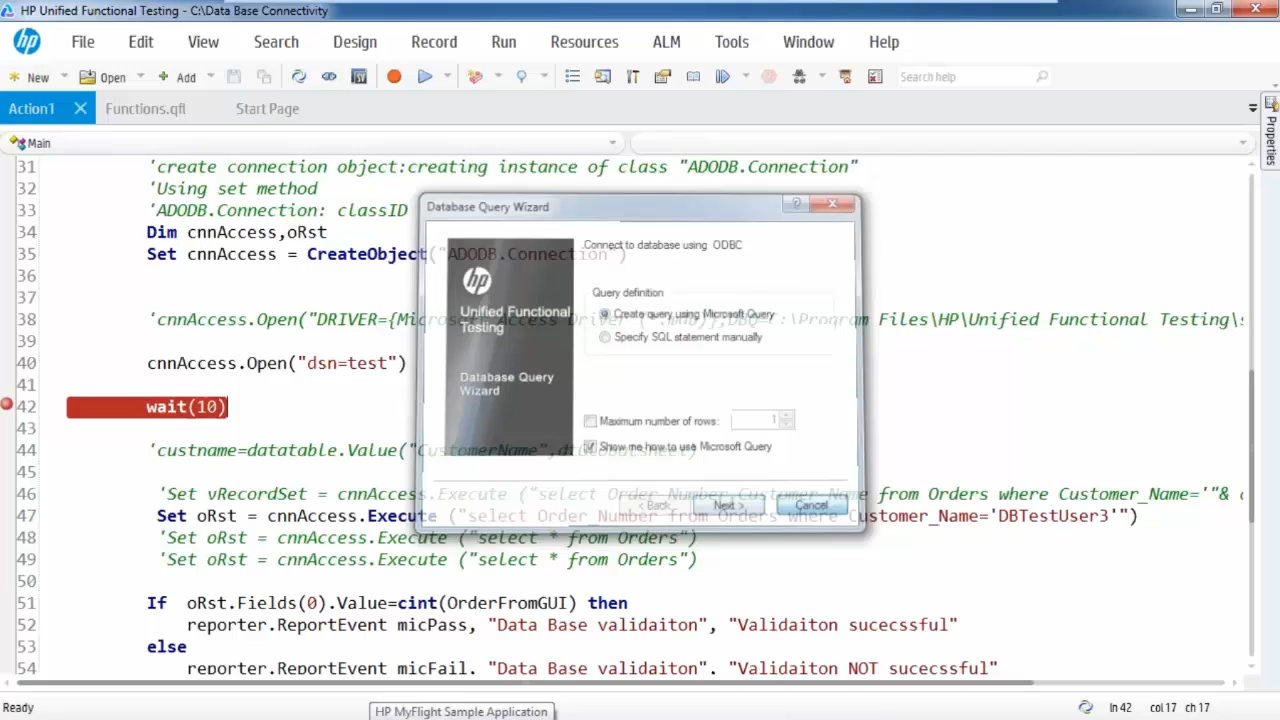 HP Unified Functional Testing - C:\Data Base Connectivity
hp File Edit View Search Design Record Run Resources ALM Tools Window Help
New Open Add Search help
Action1 Functions.qfl Start Page
Main
Properties
31 'create connection object:creating instance of class "ADODB.Connection"
32 'Using set method
33 'ADODB.Connection: classID
34 Dim cnnAccess,oRst
35 Set cnnAccess = CreateObject("ADODB.Connection")
36
37
38 'cnnAccess.Open("DRIVER={Microsoft Access Driver (*.mdb)};DBQ=F:\Program Files\HP\Unified Functional Testing\s
39
40 cnnAccess.Open("dsn=test")
41
42 wait(10)
43
44 'custname=datatable.Value("CustomerName",dtGlobalSheet)
45
46 'Set vRecordSet = cnnAccess.Execute ("select Order_Number,Customer_Name from Orders where Customer_Name='"& c
47 Set oRst = cnnAccess.Execute ("select Order_Number from Orders where Customer_Name='DBTestUser3'")
48 'Set oRst = cnnAccess.Execute ("select * from Orders")
49 'Set oRst = cnnAccess.Execute ("select * from Orders")
50
51 If oRst.Fields(0).Value=cint(OrderFromGUI) then
52 reporter.ReportEvent micPass, "Data Base validaiton", "Validaiton sucecssful"
53 else
54 reporter.ReportEvent micFail, "Data Base validaiton", "Validaiton NOT sucecssful"
Database Query Wizard
hp
Unified Functional
Testing
Database Query
Wizard
Connect to database using ODBC
Query definition
Create query using Microsoft Query
Specify SQL statement manually
Maximum number of rows: 1
Show me how to use Microsoft Query
< Back Next > Cancel
Ready ln 42 col 17 ch 17
HP MyFlight Sample Application